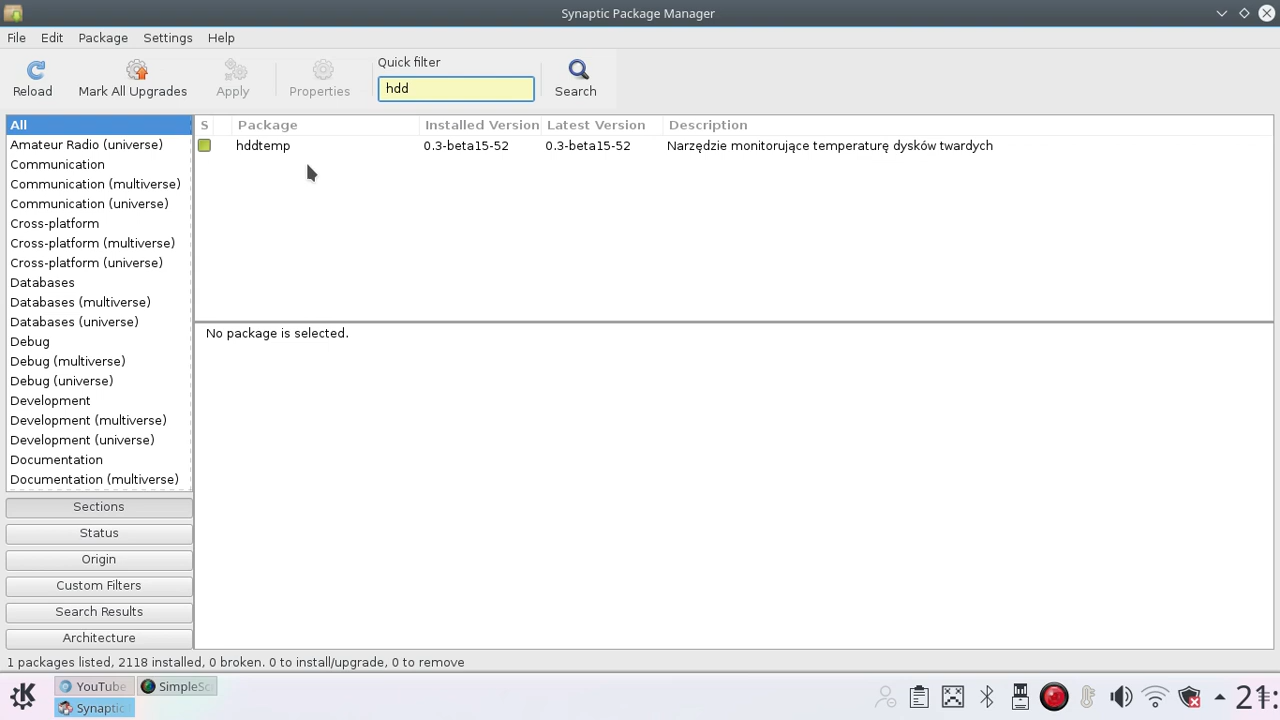 Synaptic Package Manager
File Edit Package Settings Help
Reload Mark All Upgrades Apply Properties Quick filter hdd Search
S Package Installed Version Latest Version Description
hddtemp 0.3-beta15-52 0.3-beta15-52 Narzędzie monitorujące temperaturę dysków twardych
All
Amateur Radio (universe)
Communication
Communication (multiverse)
Communication (universe)
Cross-platform
Cross-platform (multiverse)
Cross-platform (universe)
Databases
Databases (multiverse)
Databases (universe)
Debug
Debug (multiverse)
Debug (universe)
Development
Development (multiverse)
Development (universe)
Documentation
Documentation (multiverse)
No package is selected.
Sections
Status
Origin
Custom Filters
Search Results
Architecture
1 packages listed, 2118 installed, 0 broken. 0 to install/upgrade, 0 to remove
YouTube
Synaptic